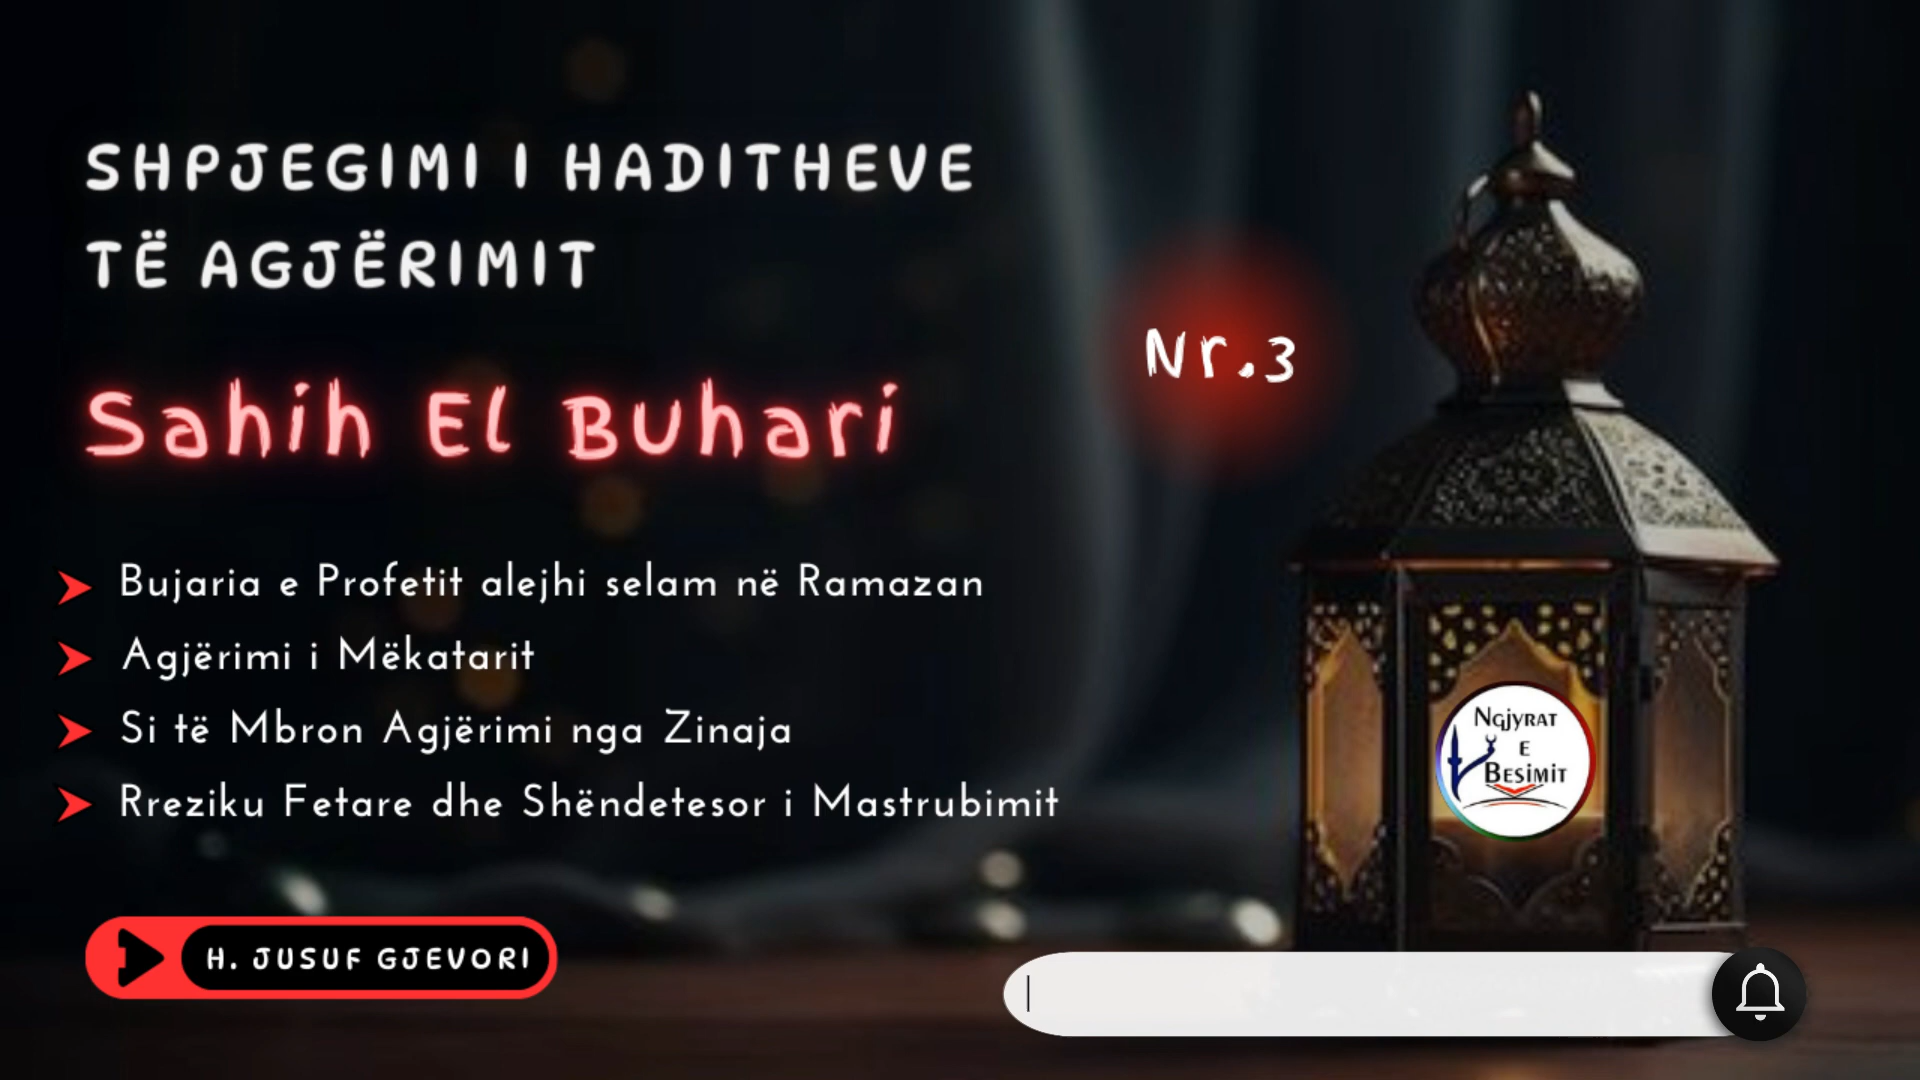 SHPJEGIMI I HADITHEVE
TË AGJËRIMIT
Nr.3
Sahih El Buhari
Bujaria e Profetit alejhi selam në Ramazan
Agjërimi i Mëkatarit
Si të Mbron Agjërimi nga Zinaja
Rreziku Fetare dhe Shëndetesor i Mastrubimit
Ngjyrat
E
Besimit
H. JUSUF GJEVORI